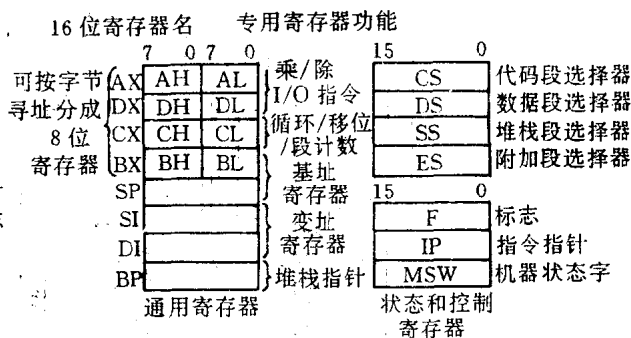 16位寄存器名 专用寄存器功能
7 0 7 0
15 0
可按字节
寻址分成
8位
寄存器
AX AH AL
DX DH DL
CX CH CL
BX BH BL
SP
SI
DI
BP
通用寄存器
乘/除
I/O指令
循环/移位
/段计数
基址
寄存器
变址
寄存器
堆栈指针
CS 代码段选择器
DS 数据段选择器
SS 堆栈段选择器
ES 附加段选择器
15 0
F 标志
IP 指令指针
MSW 机器状态字
状态和控制
寄存器